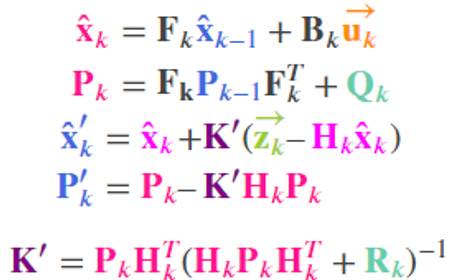 x̂ₖ = Fₖx̂ₖ₋₁ + Bₖu⃗ₖ
Pₖ = FₖPₖ₋₁Fₖᵀ + Qₖ
x̂′ₖ = x̂ₖ+K′(z⃗ₖ– Hₖx̂ₖ)
P′ₖ = Pₖ– K′HₖPₖ
K′ = PₖHₖᵀ(HₖPₖHₖᵀ + Rₖ)⁻¹